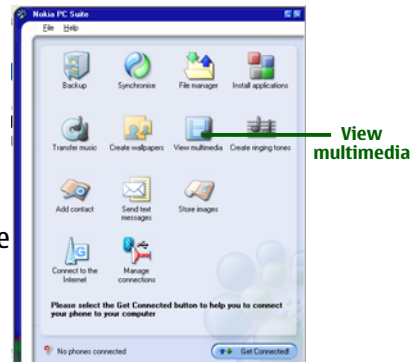 Nokia PC Suite
File Help
Backup Synchronise File manager Install applications
Transfer music Create wallpapers View multimedia Create ringing tones
View
multimedia
Add contact Send text
messages Store images
e
Connect to the
Internet Manage
connections
Please select the Get Connected button to help you to connect
your phone to your computer
No phones connected Get Connected!